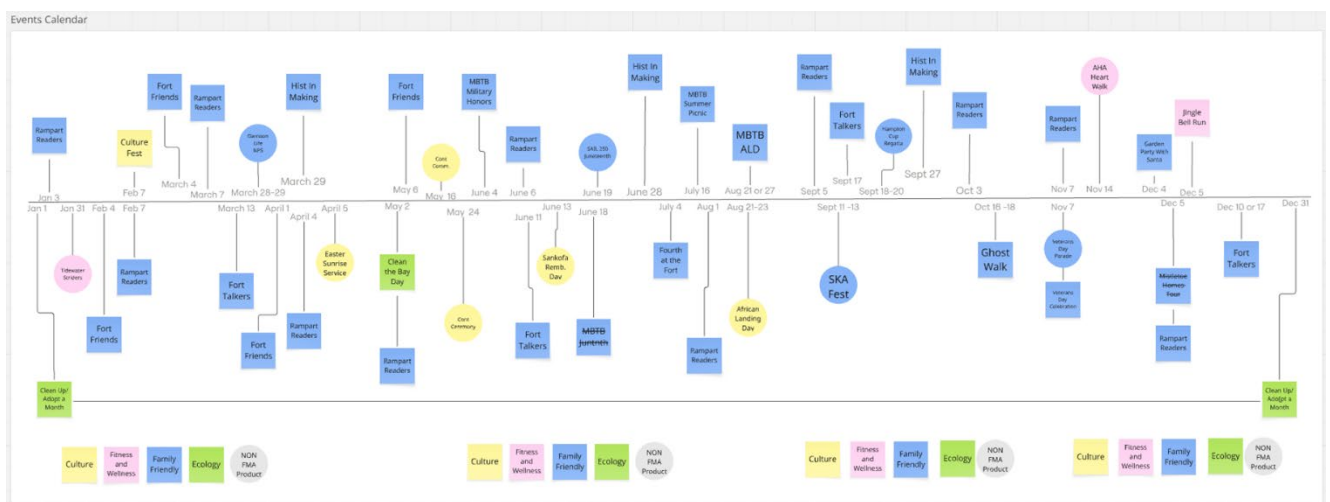 Events Calendar
Rampart
Readers
Culture
Fest
Fort
Friends
Rampart
Readers
Garrison
Life
NPS
Hist In
Making
Fort
Friends
Cont
Comm.
MBTB
Military
Honors
Rampart
Readers
SAIL 250
Juneteenth
Hist In
Making
MBTB
Summer
Picnic
MBTB
ALD
Rampart
Readers
Fort
Talkers
Hampton
Cup
Regatta
Hist In
Making
Rampart
Readers
Rampart
Readers
AHA
Heart
Walk
Garden
Party With
Santa
Jingle
Bell Run
Jan 3
Feb 7
March 4
March 7
March 28-29
March 29
May 6
May 16
June 4
June 6
June 19
June 28
July 16
Aug 21 or 27
Sept 5
Sept 17
Sept 18-20
Sept 27
Oct 3
Nov 7
Nov 14
Dec 4
Dec 5
Jan 1
Jan 31
Feb 4
Feb 7
March 13
April 1
April 4
April 5
May 2
May 24
June 11
June 13
June 18
July 4
Aug 1
Aug 21-23
Sept 11 -13
Oct 16 -18
Nov 7
Dec 5
Dec 10 or 17
Dec 31
Tidewater
Striders
Fort
Friends
Rampart
Readers
Fort
Talkers
Fort
Friends
Rampart
Readers
Easter
Sunrise
Service
Clean
the Bay
Day
Rampart
Readers
Cont
Ceremony
Fort
Talkers
Sankofa
Remb.
Day
MBTB
Juntnth
Fourth
at the
Fort
Rampart
Readers
African
Landing
Day
SKA
Fest
Ghost
Walk
Veterans
Day
Parade
Veterans
Day
Celebration
Mistletoe
Homes
Tour
Rampart
Readers
Fort
Talkers
Clean Up/
Adopt a
Month
Clean Up/
Adopt a
Month
Culture
Fitness
and
Wellness
Family
Friendly
Ecology
NON
FMA
Product
Culture
Fitness
and
Wellness
Family
Friendly
Ecology
NON
FMA
Product
Culture
Fitness
and
Wellness
Family
Friendly
Ecology
NON
FMA
Product
Culture
Fitness
and
Wellness
Family
Friendly
Ecology
NON
FMA
Product